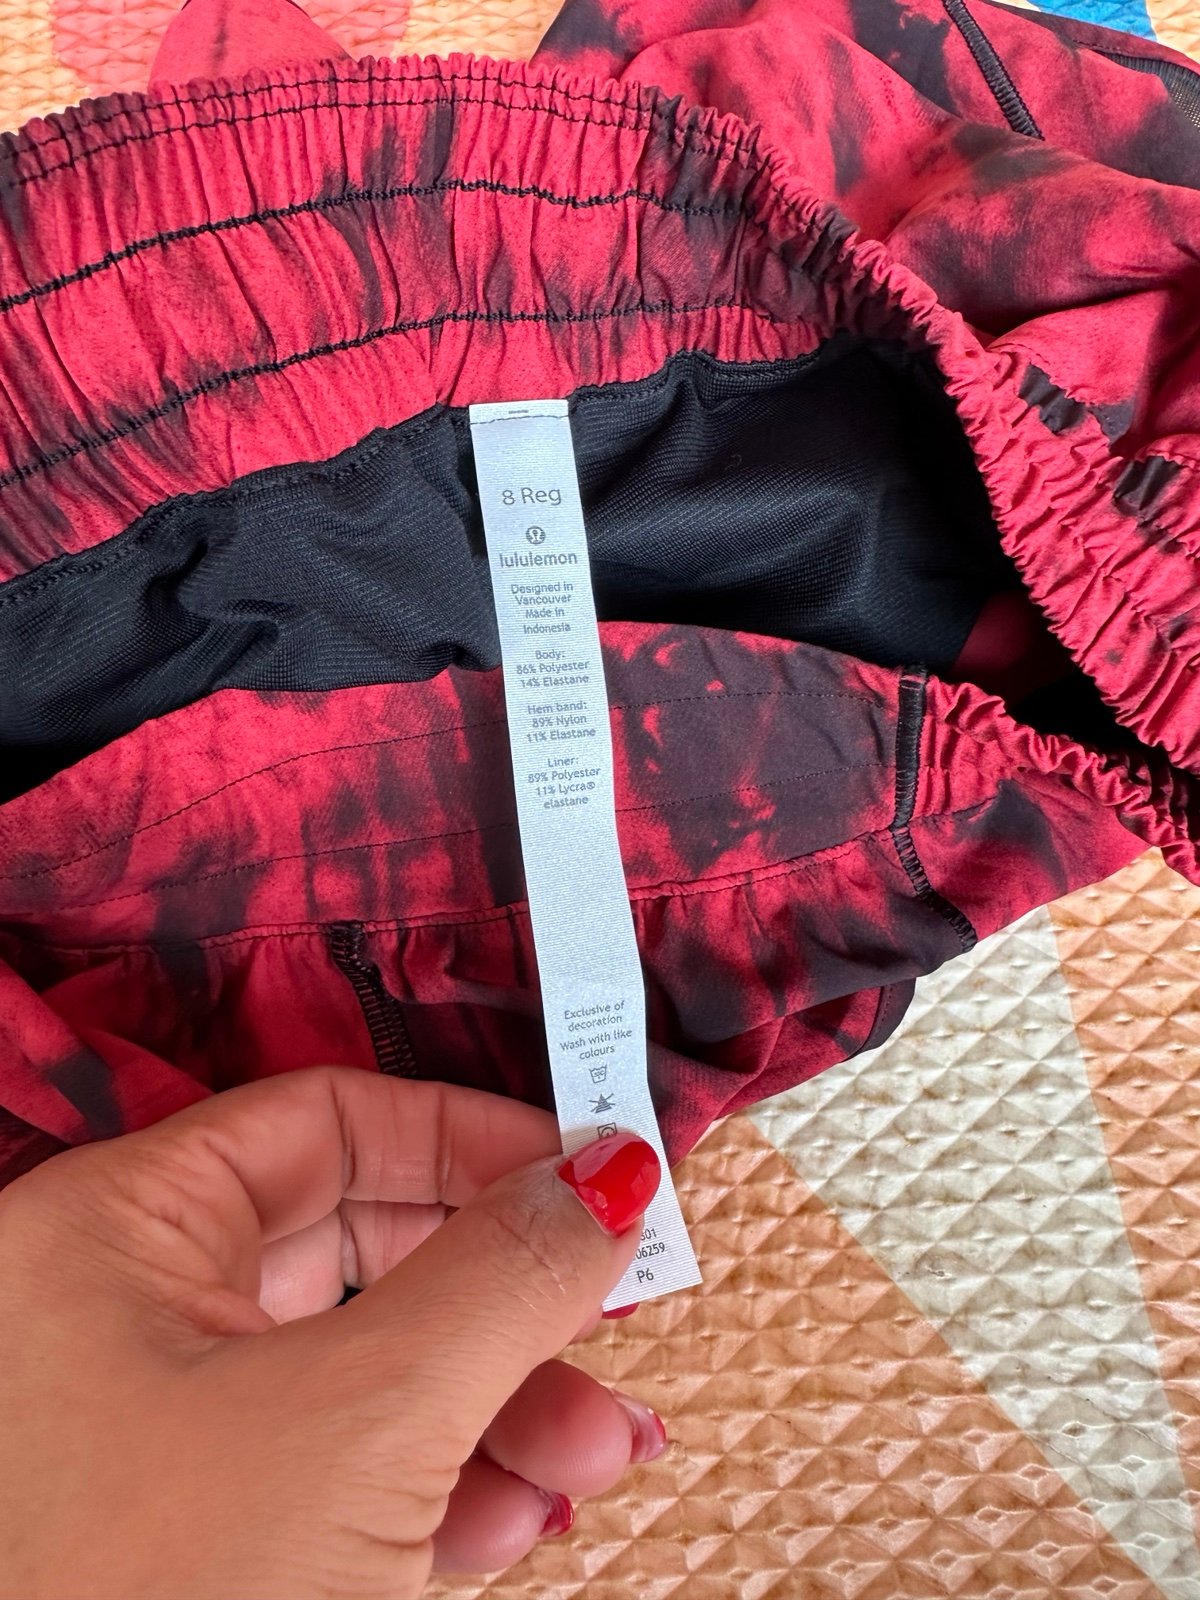 8 Reg
lululemon
Designed in
Vancouver
Made in
Indonesia
Body:
86% Polyester
14% Elastane
Hem band:
89% Nylon
11% Elastane
Liner:
89% Polyester
11% Lycra®
elastane
Exclusive of
decoration
Wash with like
colours
P6